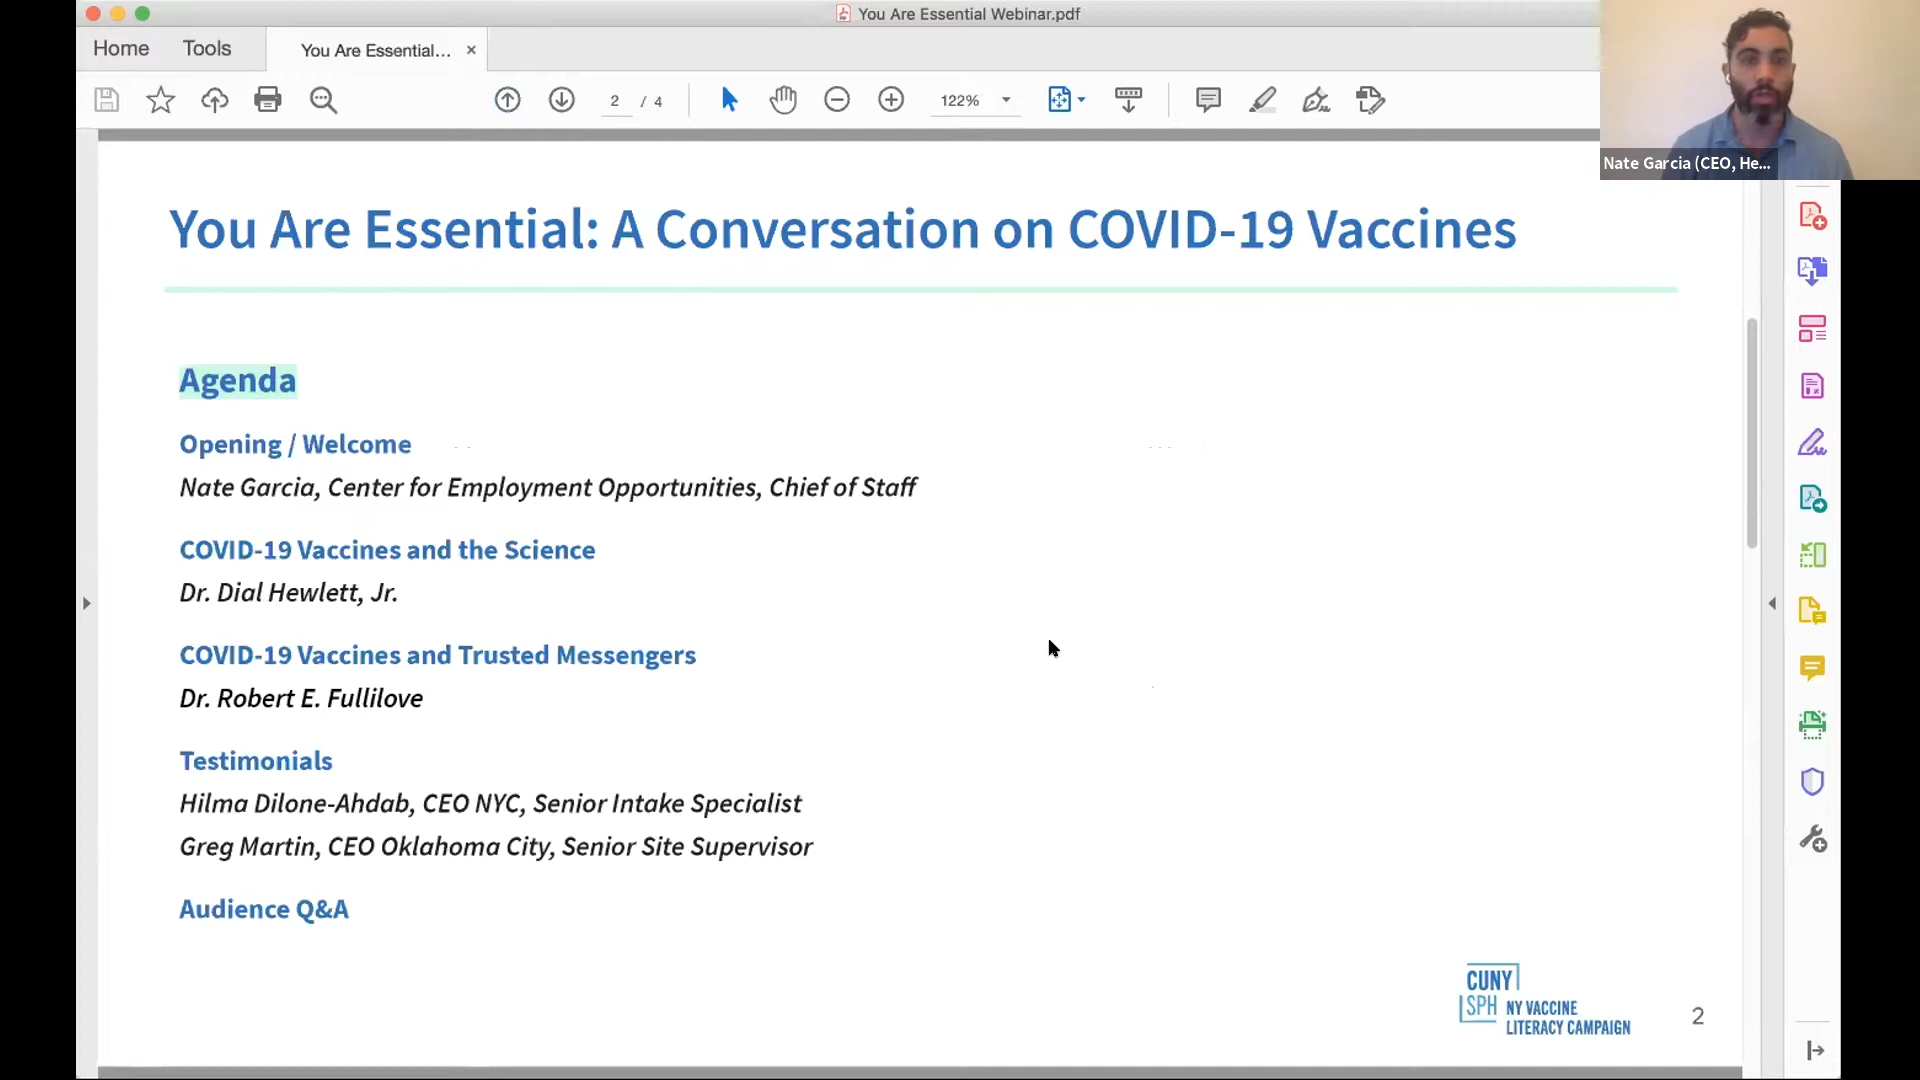 You Are Essential Webinar.pdf
Home
Tools
You Are Essential...
2 / 4
122%
Nate Garcia (CEO, He...
You Are Essential: A Conversation on COVID-19 Vaccines
Agenda
Opening / Welcome
Nate Garcia, Center for Employment Opportunities, Chief of Staff
COVID-19 Vaccines and the Science
Dr. Dial Hewlett, Jr.
COVID-19 Vaccines and Trusted Messengers
Dr. Robert E. Fullilove
Testimonials
Hilma Dilone-Ahdab, CEO NYC, Senior Intake Specialist
Greg Martin, CEO Oklahoma City, Senior Site Supervisor
Audience Q&A
CUNY
SPH NY VACCINE
LITERACY CAMPAIGN
2